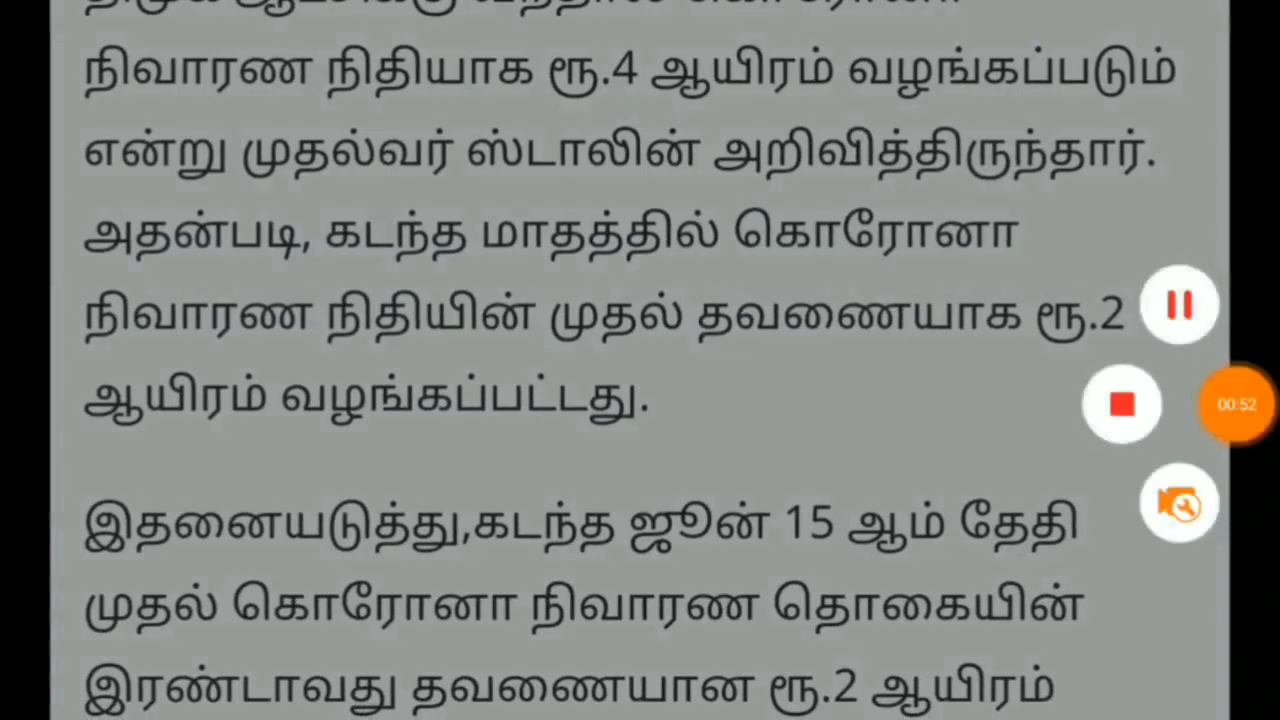 நிவாரண நிதியாக ரூ.4 ஆயிரம் வழங்கப்படும்
என்று முதல்வர் ஸ்டாலின் அறிவித்திருந்தார்.
அதன்படி, கடந்த மாதத்தில் கொரோனா
நிவாரண நிதியின் முதல் தவணையாக ரூ.2
ஆயிரம் வழங்கப்பட்டது.
00:52
இதனையடுத்து,கடந்த ஜூன் 15 ஆம் தேதி
முதல் கொரோனா நிவாரண தொகையின்
இரண்டாவது தவணையான ரூ.2 ஆயிரம்